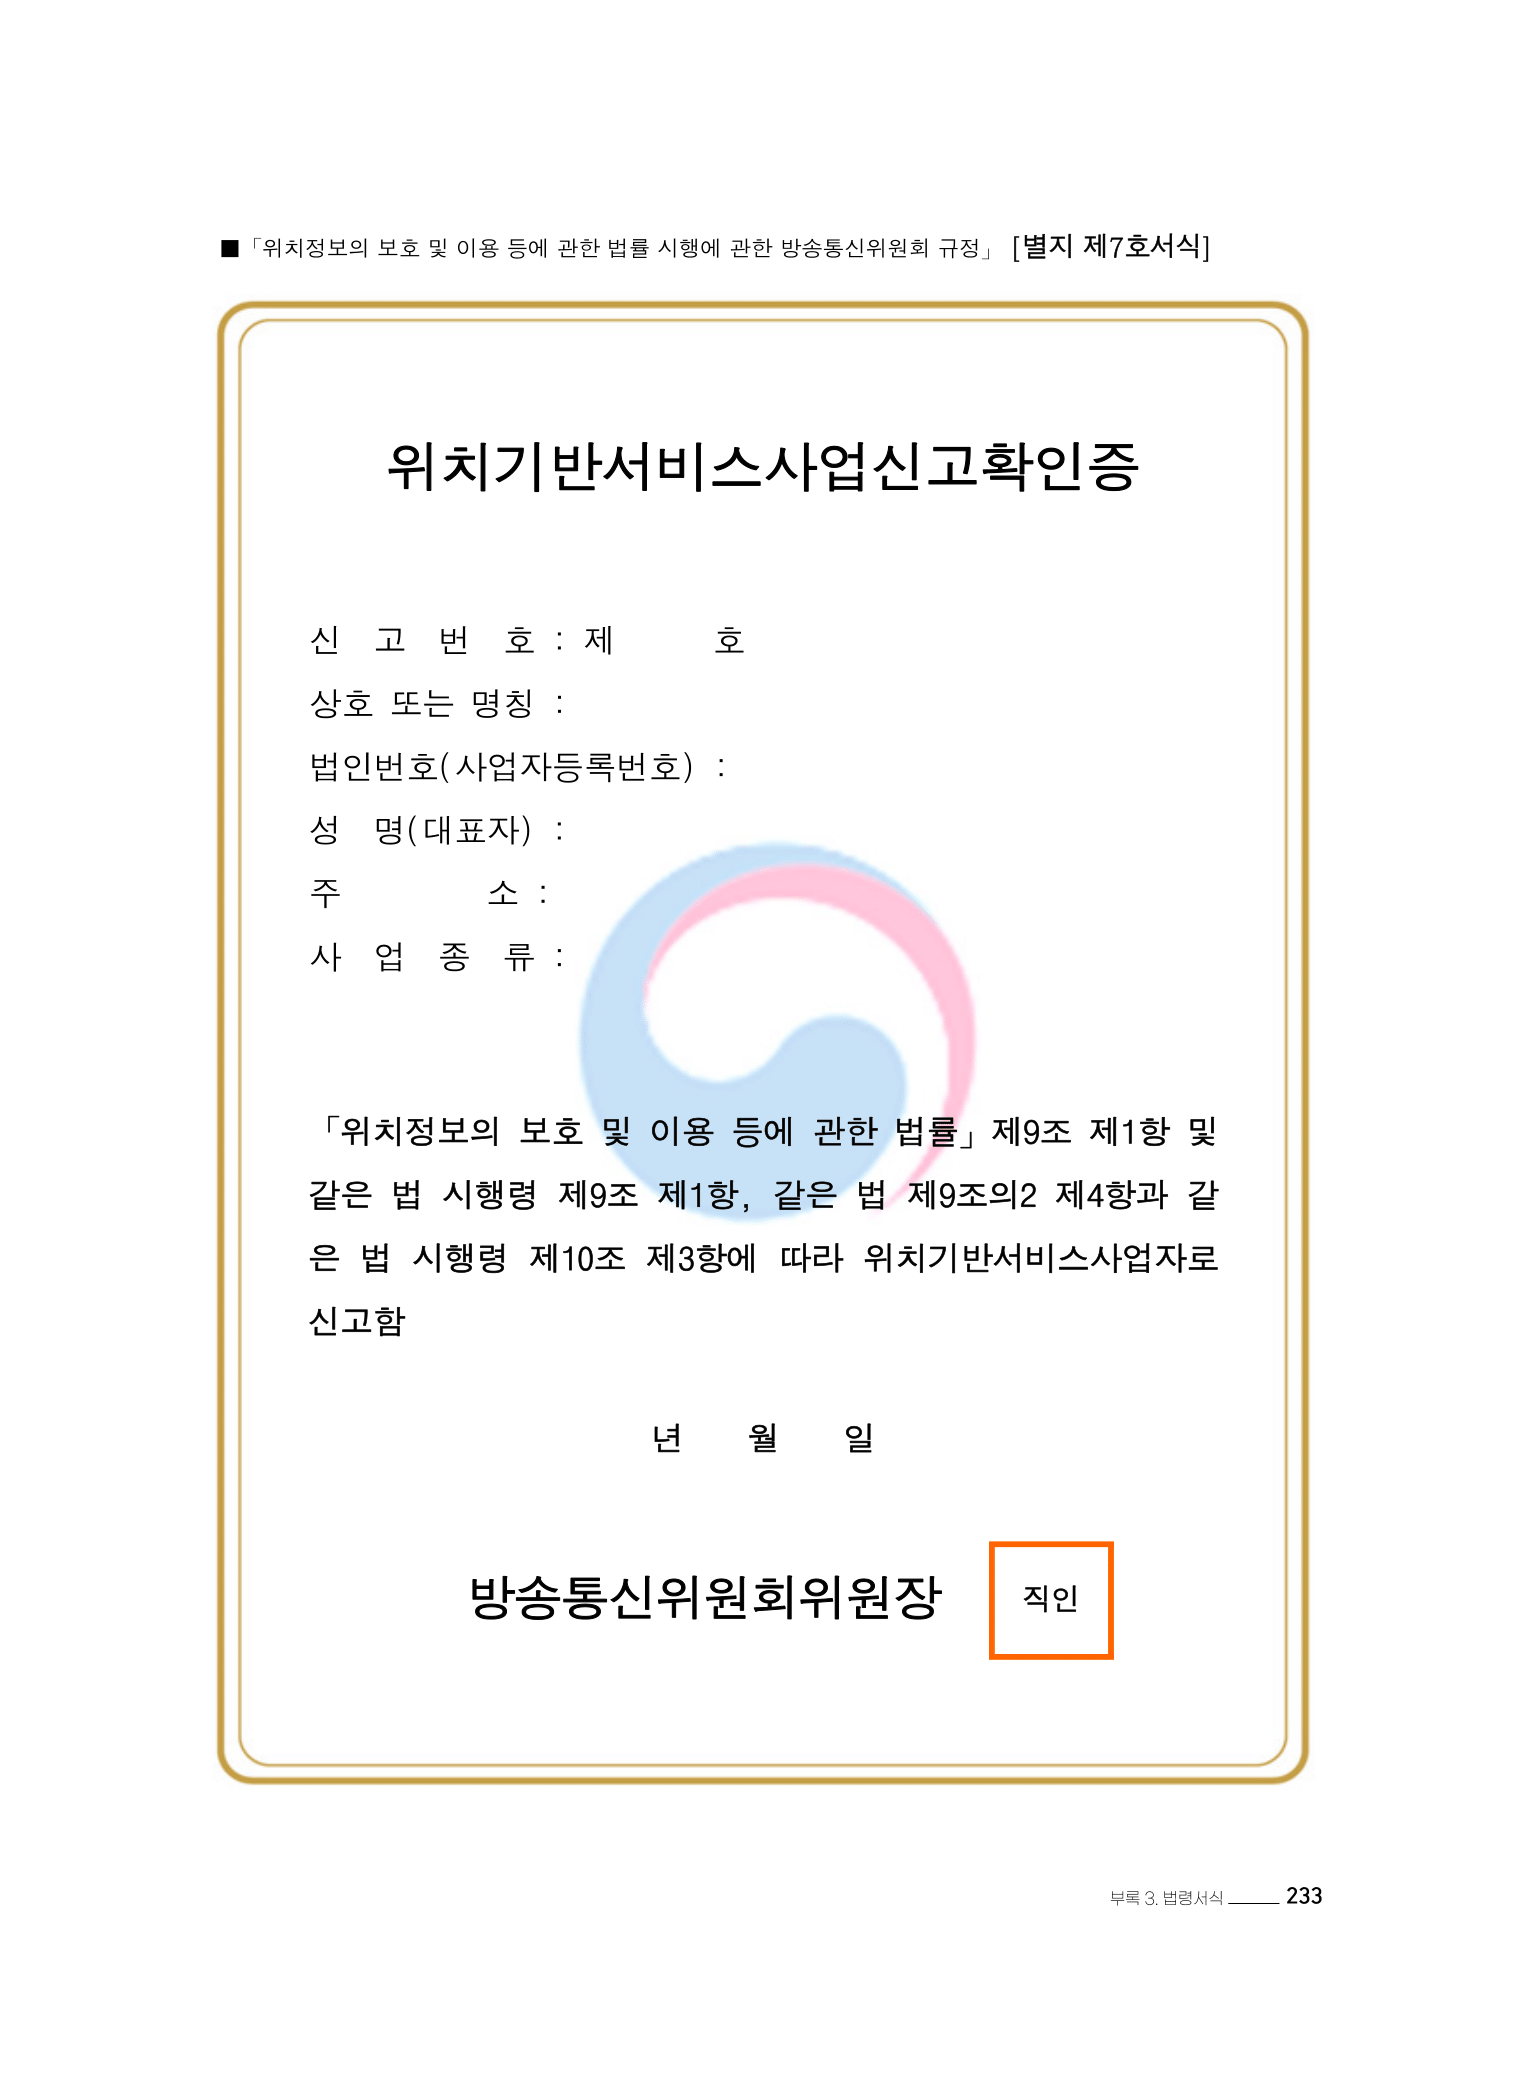 ■「위치정보의 보호 및 이용 등에 관한 법률 시행에 관한 방송통신위원회 규정」 [별지 제7호서식]
위치기반서비스사업신고확인증
신 고 번 호 : 제 호
상호 또는 명칭 :
법인번호(사업자등록번호) :
성 명(대표자) :
주 소 :
사 업 종 류 :
「위치정보의 보호 및 이용 등에 관한 법률」제9조 제1항 및
같은 법 시행령 제9조 제1항, 같은 법 제9조의2 제4항과 같
은 법 시행령 제10조 제3항에 따라 위치기반서비스사업자로
신고함
년 월 일
방송통신위원회위원장 직인
부록 3. 법령서식 233